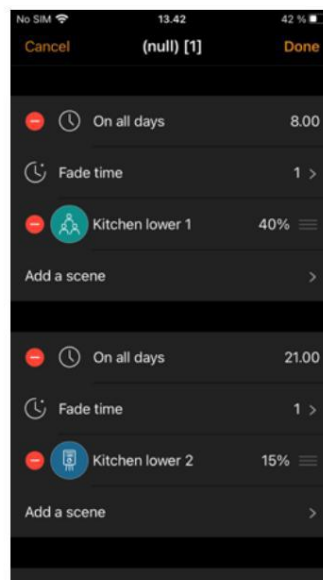 No SIM 13.42 42 %
Cancel (null) [1] Done
On all days 8.00
Fade time 1 >
Kitchen lower 1 40%
Add a scene >
On all days 21.00
Fade time 1 >
Kitchen lower 2 15%
Add a scene >